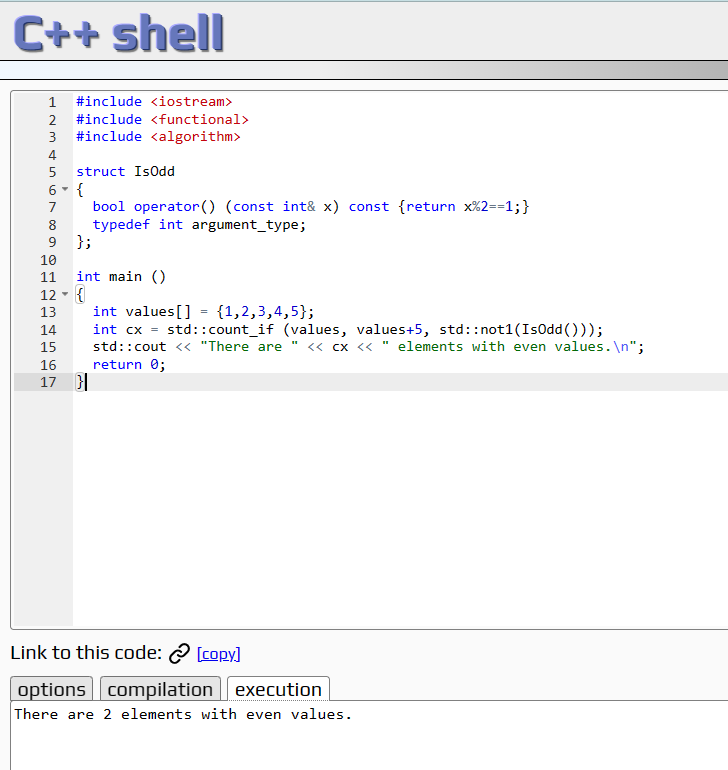 C++ shell
1 #include <iostream>
2 #include <functional>
3 #include <algorithm>
4
5 struct IsOdd
6 {
7   bool operator() (const int& x) const {return x%2==1;}
8   typedef int argument_type;
9 };
10
11 int main ()
12 {
13   int values[] = {1,2,3,4,5};
14   int cx = std::count_if (values, values+5, std::not1(IsOdd()));
15   std::cout << "There are " << cx << " elements with even values.\n";
16   return 0;
17 }
Link to this code: [copy]
options compilation execution
There are 2 elements with even values.